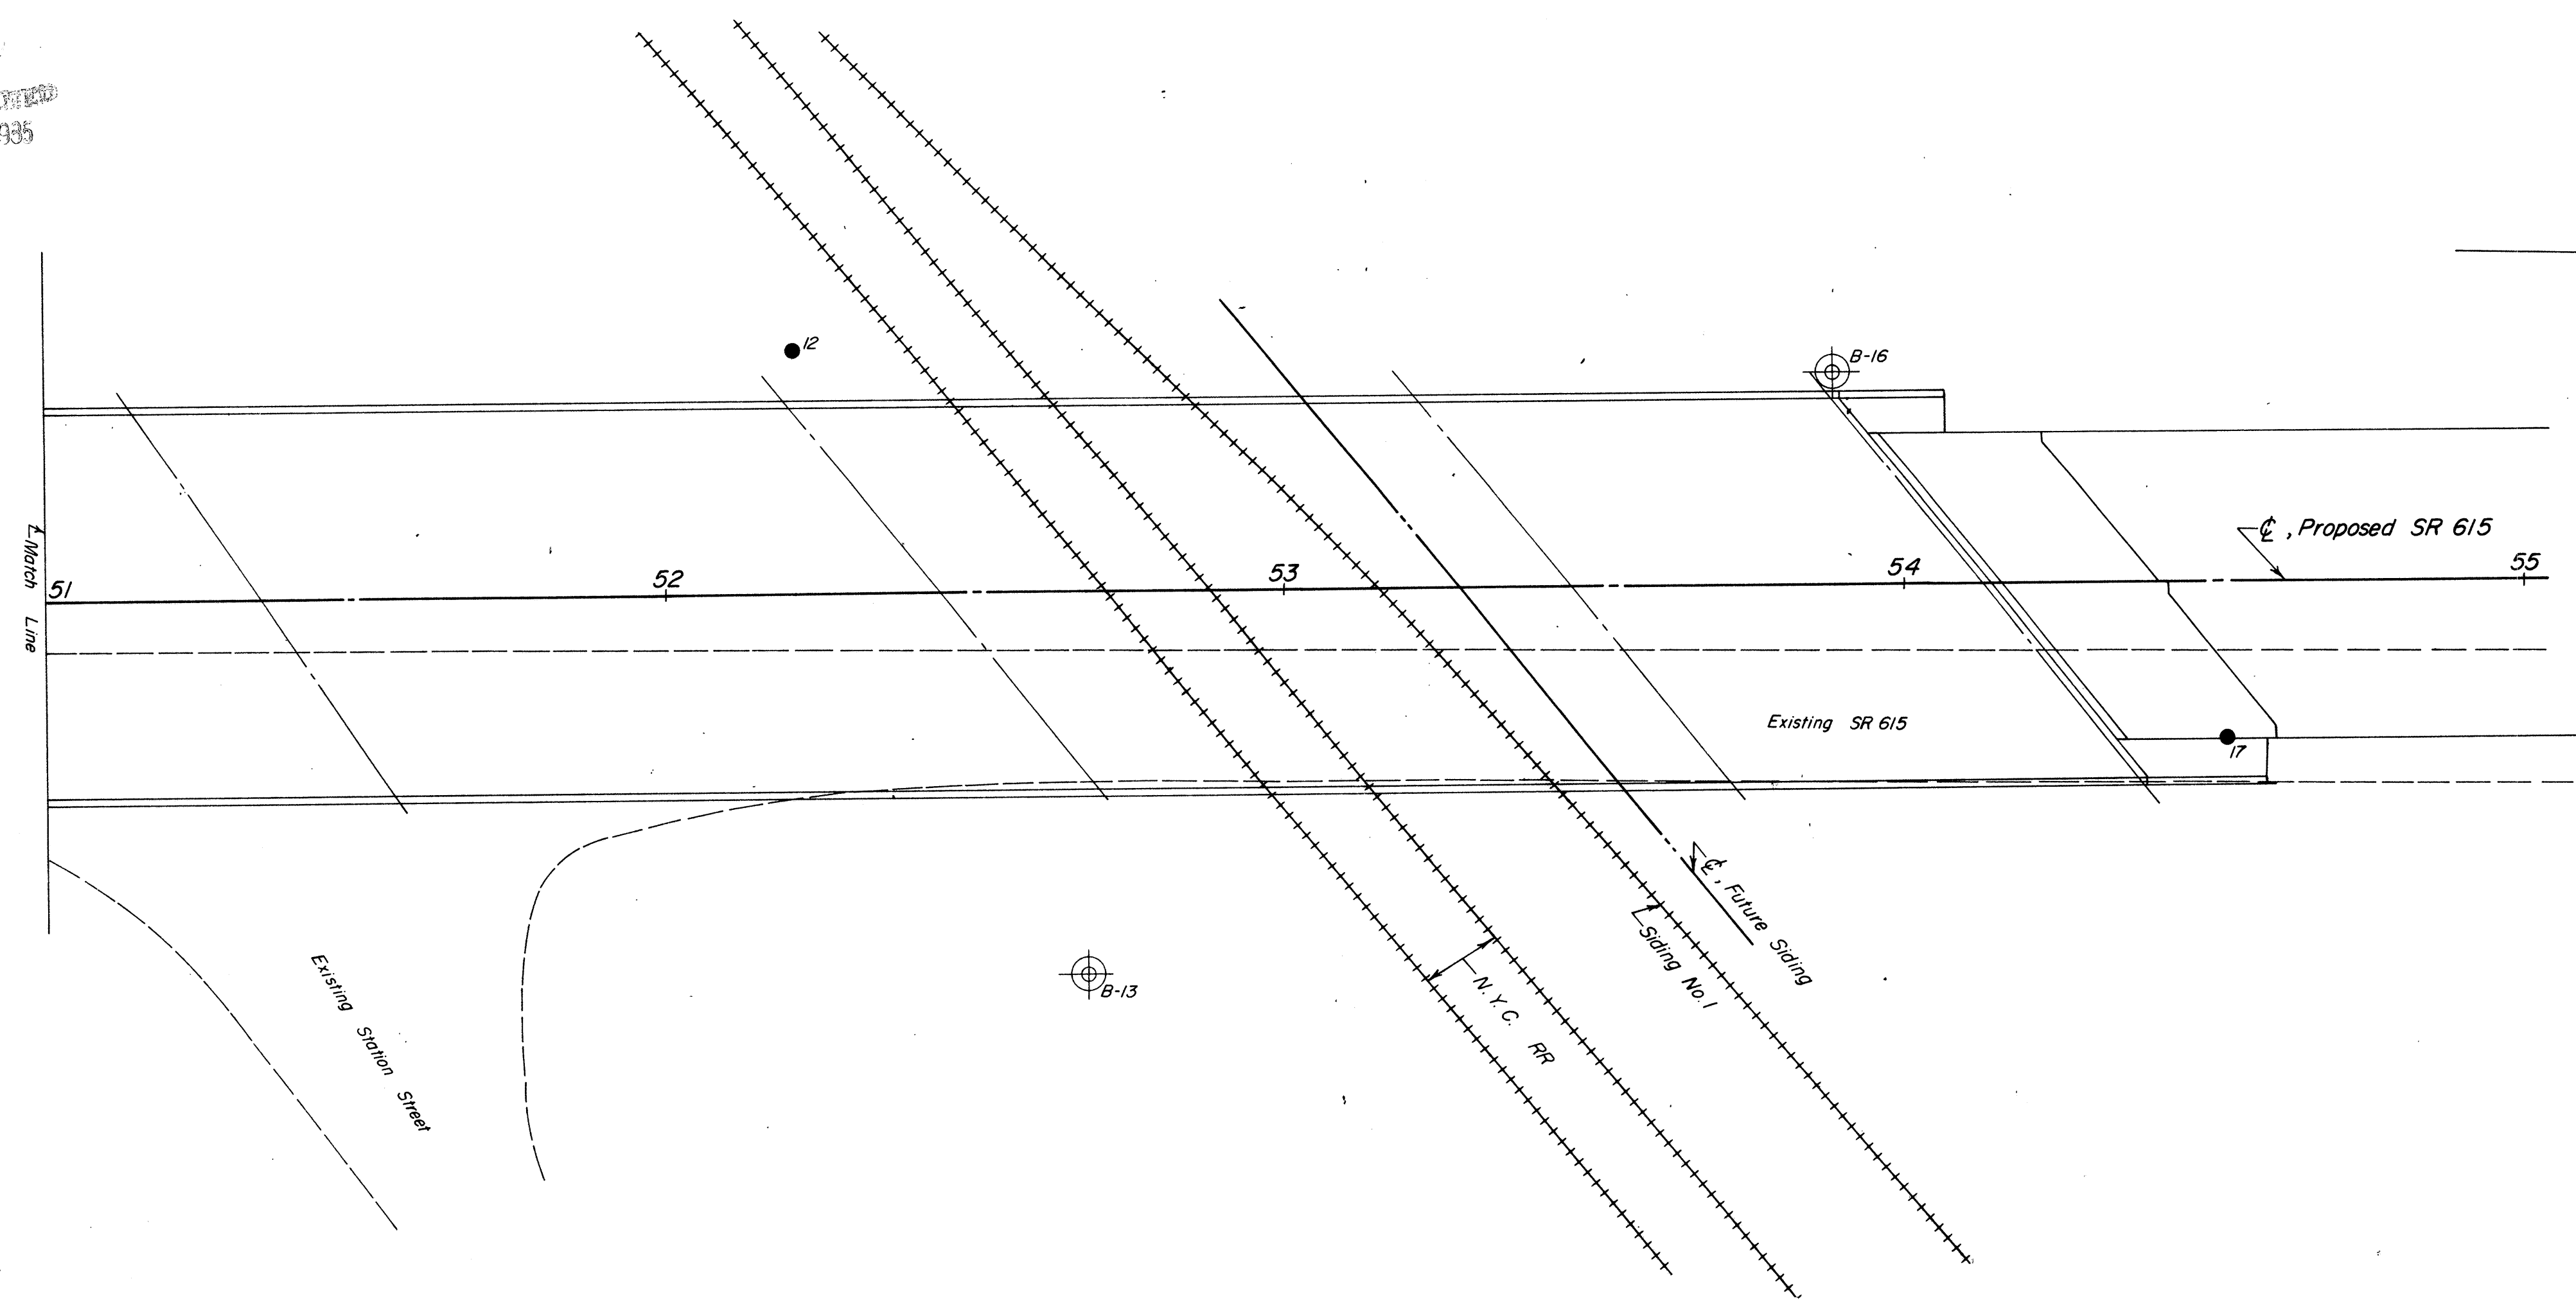 935
12
B-16
℄, Proposed SR 615
51
52
53
54
55
Match Line
Existing SR 615
17
℄, Future Siding
Siding No. 1
N. Y. C. RR
B-13
Existing Station Street